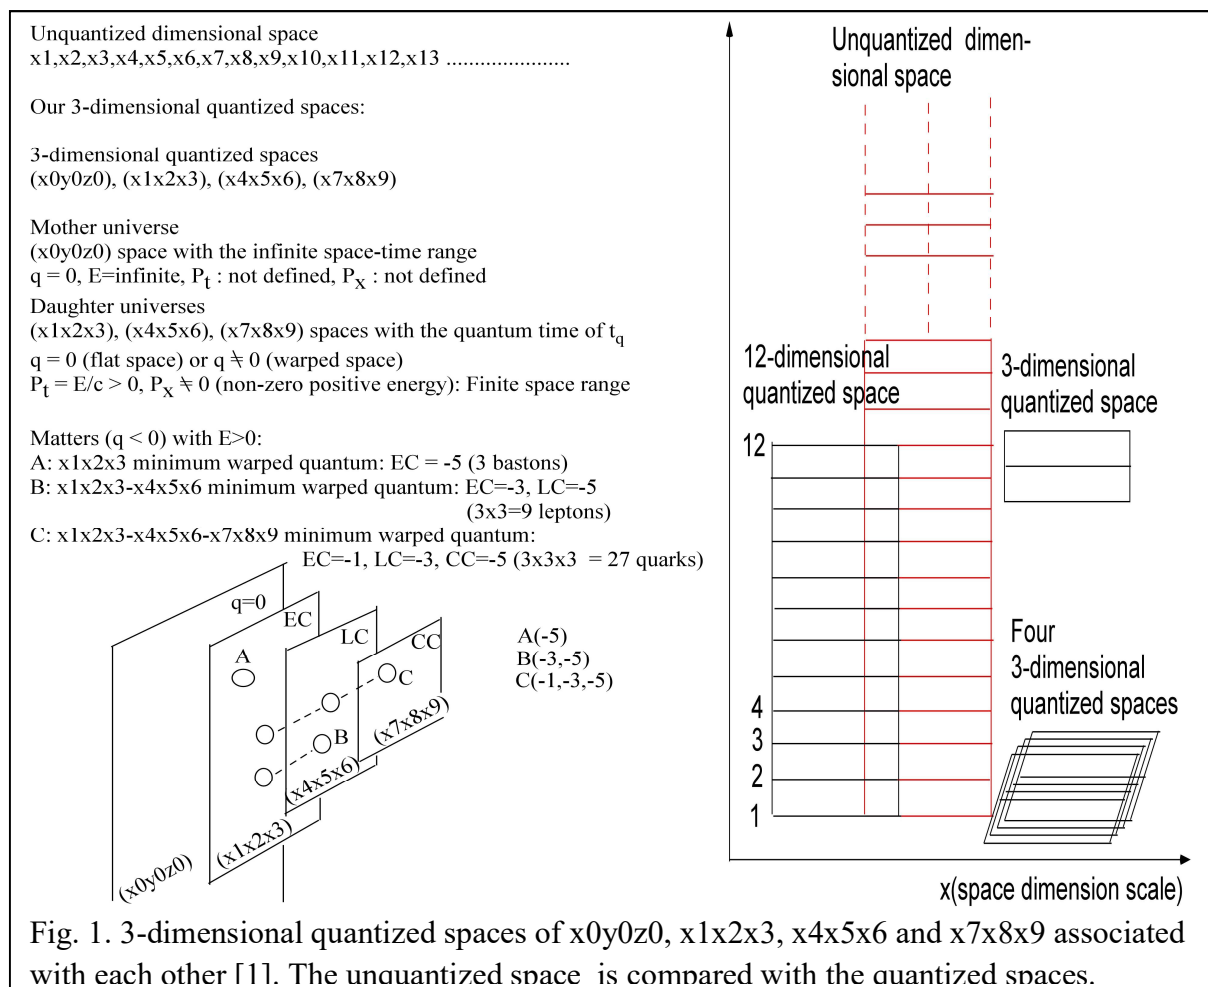 Unquantized dimensional space
x1,x2,x3,x4,x5,x6,x7,x8,x9,x10,x11,x12,x13 ......................
Our 3-dimensional quantized spaces:
3-dimensional quantized spaces
(x0y0z0), (x1x2x3), (x4x5x6), (x7x8x9)
Mother universe
(x0y0z0) space with the infinite space-time range
q = 0, E=infinite, Pt : not defined, Px : not defined
Daughter universes
(x1x2x3), (x4x5x6), (x7x8x9) spaces with the quantum time of tq
q = 0 (flat space) or q ≠ 0 (warped space)
Pt = E/c > 0, Px ≠ 0 (non-zero positive energy): Finite space range
Matters (q < 0) with E>0:
A: x1x2x3 minimum warped quantum: EC = -5 (3 bastons)
B: x1x2x3-x4x5x6 minimum warped quantum: EC=-3, LC=-5
(3x3=9 leptons)
C: x1x2x3-x4x5x6-x7x8x9 minimum warped quantum:
EC=-1, LC=-3, CC=-5 (3x3x3 = 27 quarks)
q=0
EC
LC
CC
A
C
B
(x0y0z0)
(x1x2x3)
(x4x5x6)
(x7x8x9)
A(-5)
B(-3,-5)
C(-1,-3,-5)
Unquantized dimen-
sional space
12-dimensional
quantized space
3-dimensional
quantized space
12
4
3
2
1
Four
3-dimensional
quantized spaces
x(space dimension scale)
Fig. 1. 3-dimensional quantized spaces of x0y0z0, x1x2x3, x4x5x6 and x7x8x9 associated
with each other [1]. The unquantized space is compared with the quantized spaces.